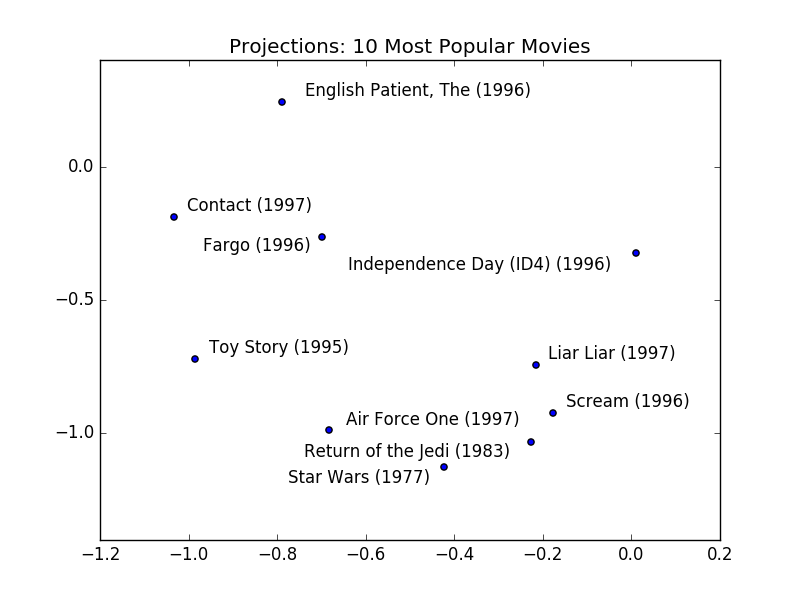 Projections: 10 Most Popular Movies
English Patient, The (1996)
0.0
Contact (1997)
Fargo (1996)
Independence Day (ID4) (1996)
−0.5
Toy Story (1995)
Liar Liar (1997)
Scream (1996)
Air Force One (1997)
−1.0
Return of the Jedi (1983)
Star Wars (1977)
−1.2 −1.0 −0.8 −0.6 −0.4 −0.2 0.0 0.2